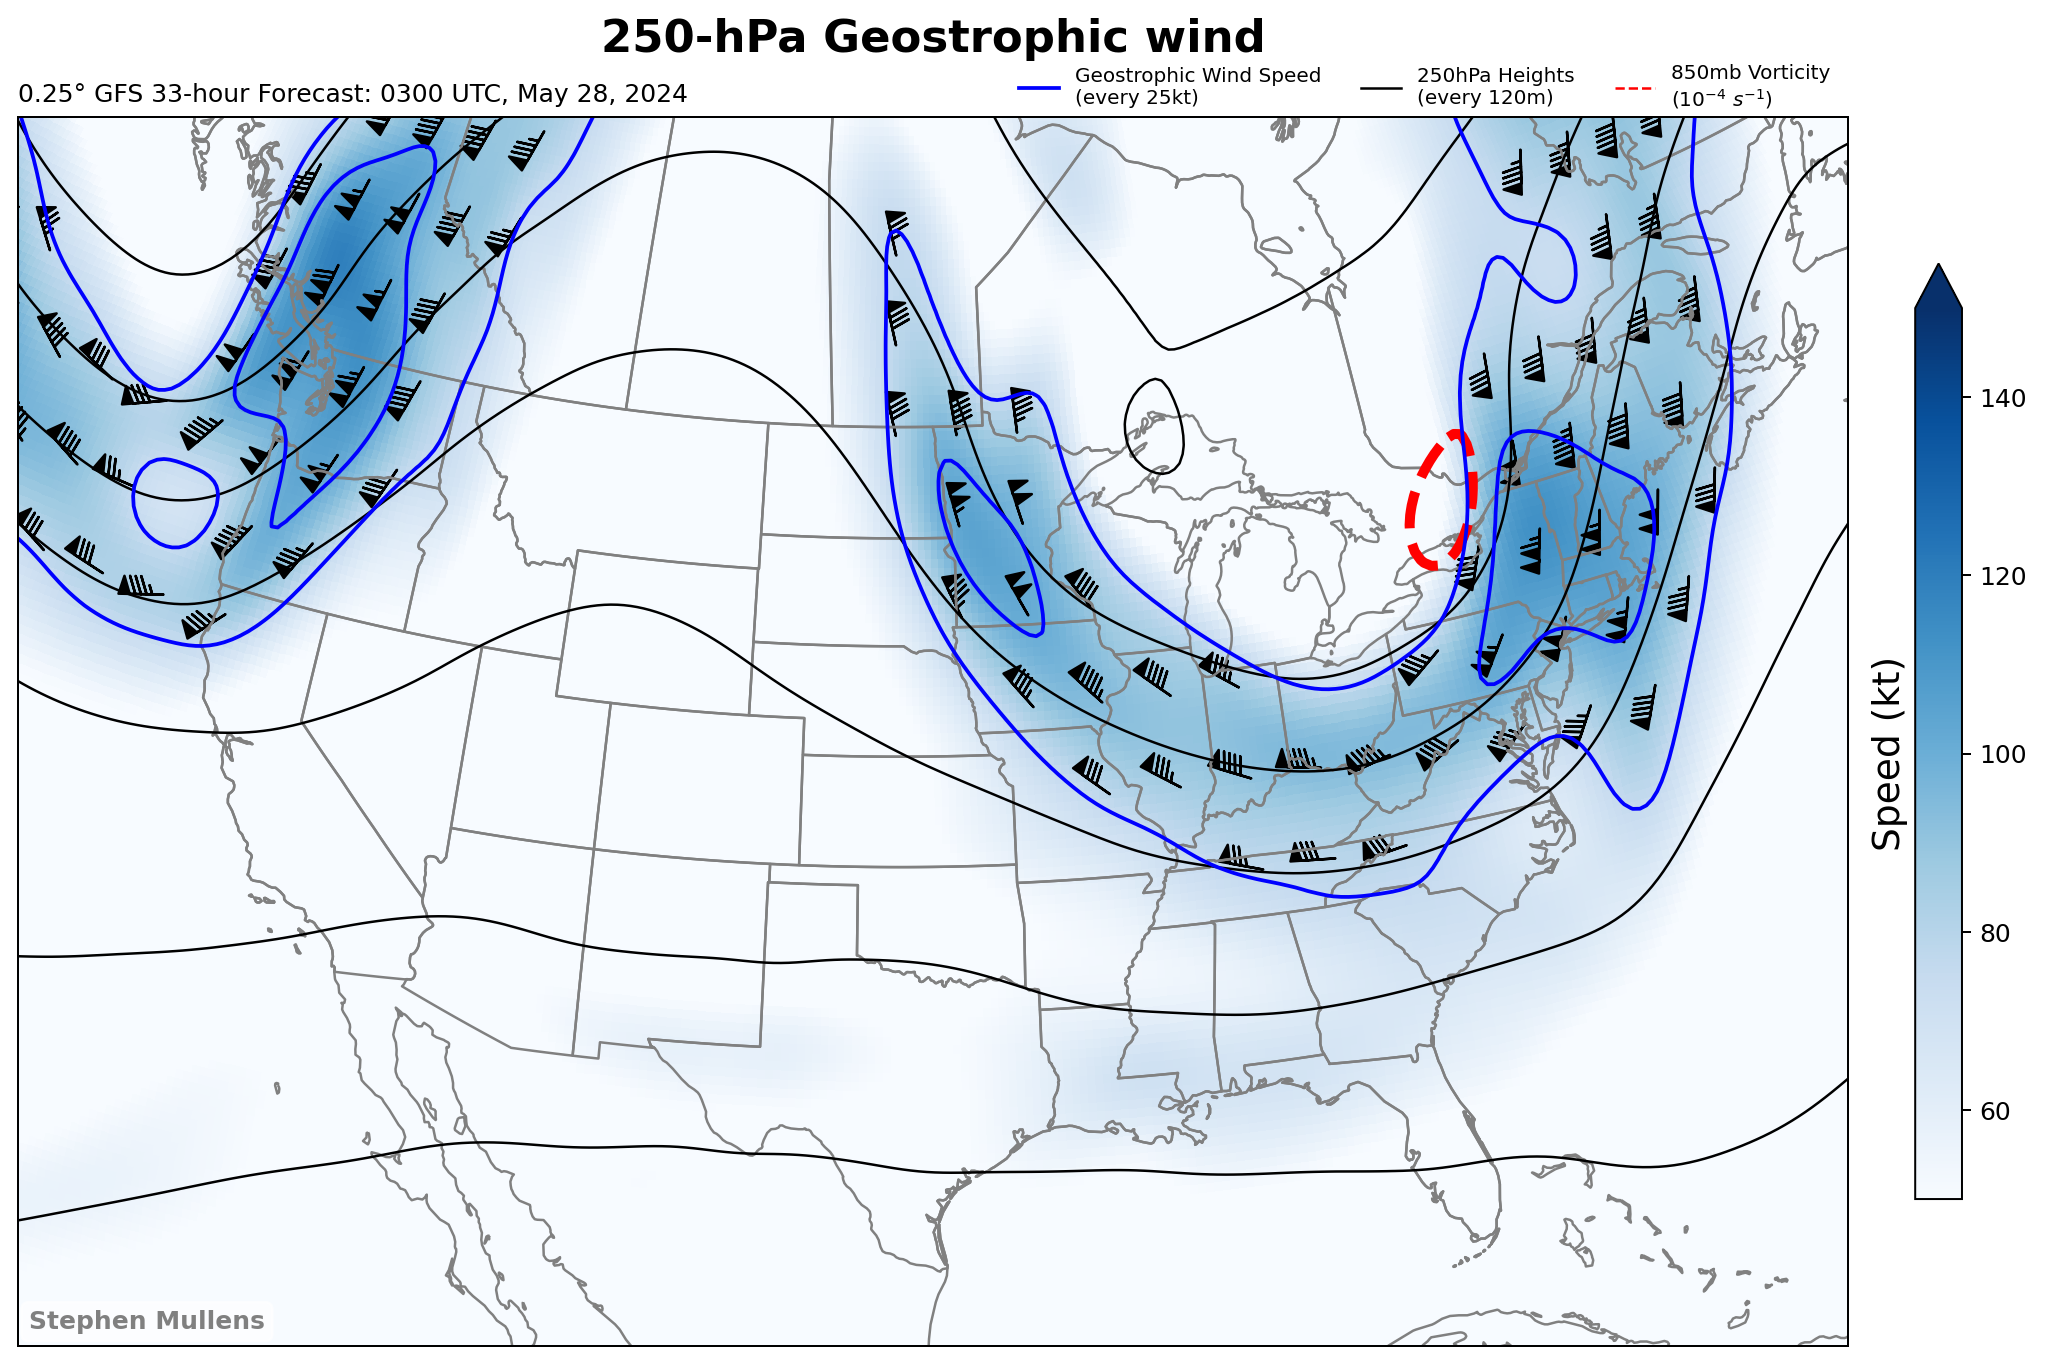 250-hPa Geostrophic wind
0.25° GFS 33-hour Forecast: 0300 UTC, May 28, 2024
Geostrophic Wind Speed
(every 25kt)
250hPa Heights
(every 120m)
850mb Vorticity
(10⁻⁴ s⁻¹)
140
120
100
80
60
Speed (kt)
Stephen Mullens